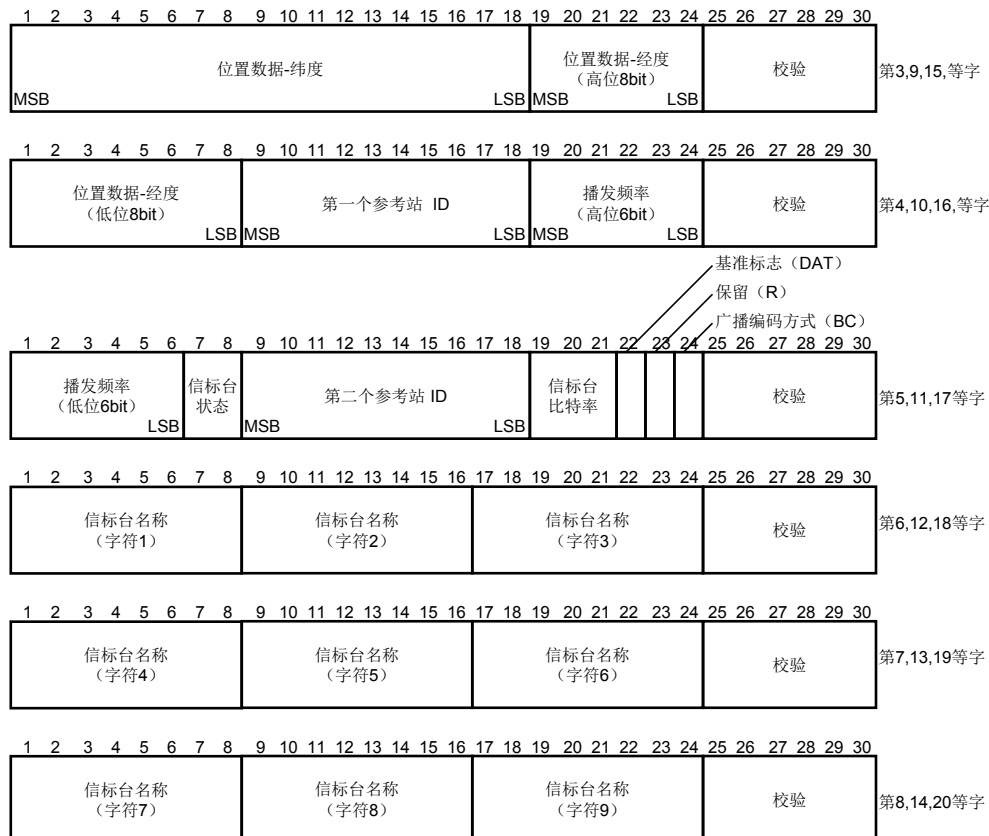 1 2 3 4 5 6 7 8 9 10 11 12 13 14 15 16 17 18 19 20 21 22 23 24 25 26 27 28 29 30
位置数据-纬度
MSB LSB
位置数据-经度
（高位8bit）
MSB LSB
校验
第3,9,15,等字
1 2 3 4 5 6 7 8 9 10 11 12 13 14 15 16 17 18 19 20 21 22 23 24 25 26 27 28 29 30
位置数据-经度
（低位8bit）
LSB
第一个参考站 ID
MSB LSB
播发频率
（高位6bit）
MSB LSB
校验
第4,10,16,等字
基准标志（DAT）
保留（R）
广播编码方式（BC）
1 2 3 4 5 6 7 8 9 10 11 12 13 14 15 16 17 18 19 20 21 22 23 24 25 26 27 28 29 30
播发频率
（低位6bit）
LSB
信标台
状态
第二个参考站 ID
MSB LSB
信标台
比特率
校验
第5,11,17等字
1 2 3 4 5 6 7 8 9 10 11 12 13 14 15 16 17 18 19 20 21 22 23 24 25 26 27 28 29 30
信标台名称
（字符1）
信标台名称
（字符2）
信标台名称
（字符3）
校验
第6,12,18等字
1 2 3 4 5 6 7 8 9 10 11 12 13 14 15 16 17 18 19 20 21 22 23 24 25 26 27 28 29 30
信标台名称
（字符4）
信标台名称
（字符5）
信标台名称
（字符6）
校验
第7,13,19等字
1 2 3 4 5 6 7 8 9 10 11 12 13 14 15 16 17 18 19 20 21 22 23 24 25 26 27 28 29 30
信标台名称
（字符7）
信标台名称
（字符8）
信标台名称
（字符9）
校验
第8,14,20等字